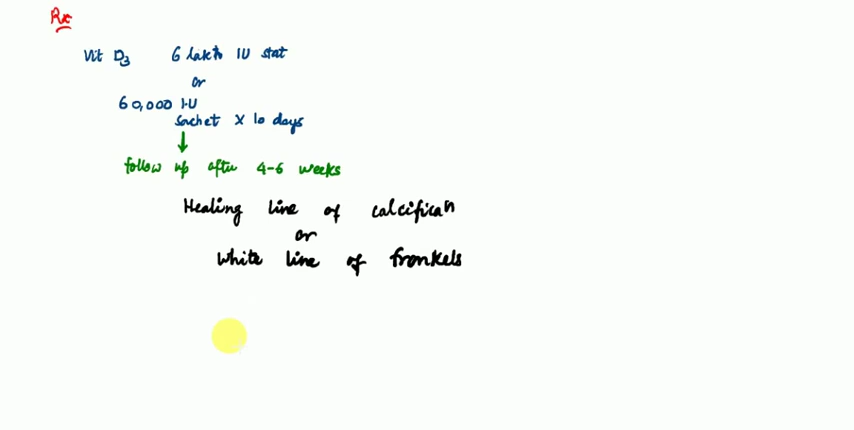 Rx
Vit D3 6 lakh IU stat
or
60,000 I.U
sachet x 10 days
follow up after 4-6 weeks
Healing line of calcifican
or
White line of frankels